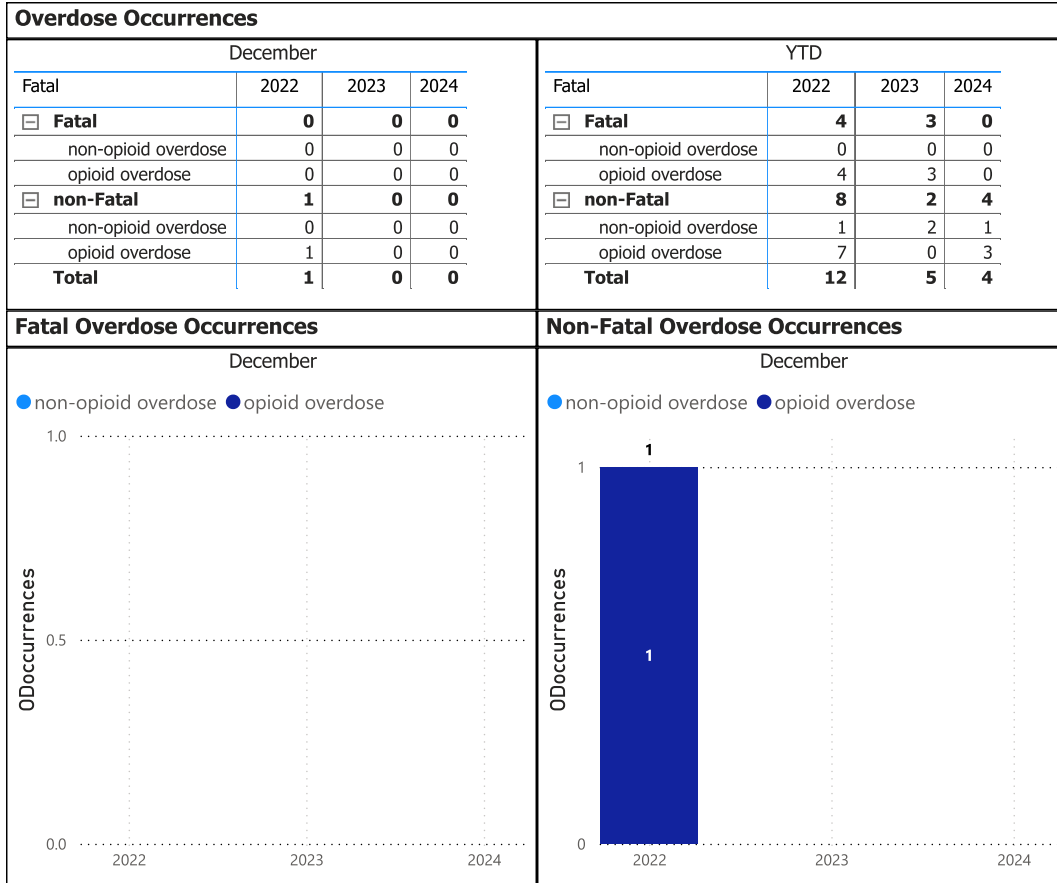 Overdose Occurrences
December
Fatal 2022 2023 2024
Fatal 0 0 0
non-opioid overdose 0 0 0
opioid overdose 0 0 0
non-Fatal 1 0 0
non-opioid overdose 0 0 0
opioid overdose 1 0 0
Total 1 0 0
YTD
Fatal 2022 2023 2024
Fatal 4 3 0
non-opioid overdose 0 0 0
opioid overdose 4 3 0
non-Fatal 8 2 4
non-opioid overdose 1 2 1
opioid overdose 7 0 3
Total 12 5 4
Fatal Overdose Occurrences
December
non-opioid overdose opioid overdose
1.0
0.5
0.0
ODoccurrences
2022 2023 2024
Non-Fatal Overdose Occurrences
December
non-opioid overdose opioid overdose
1
1
1
0
ODoccurrences
2022 2023 2024